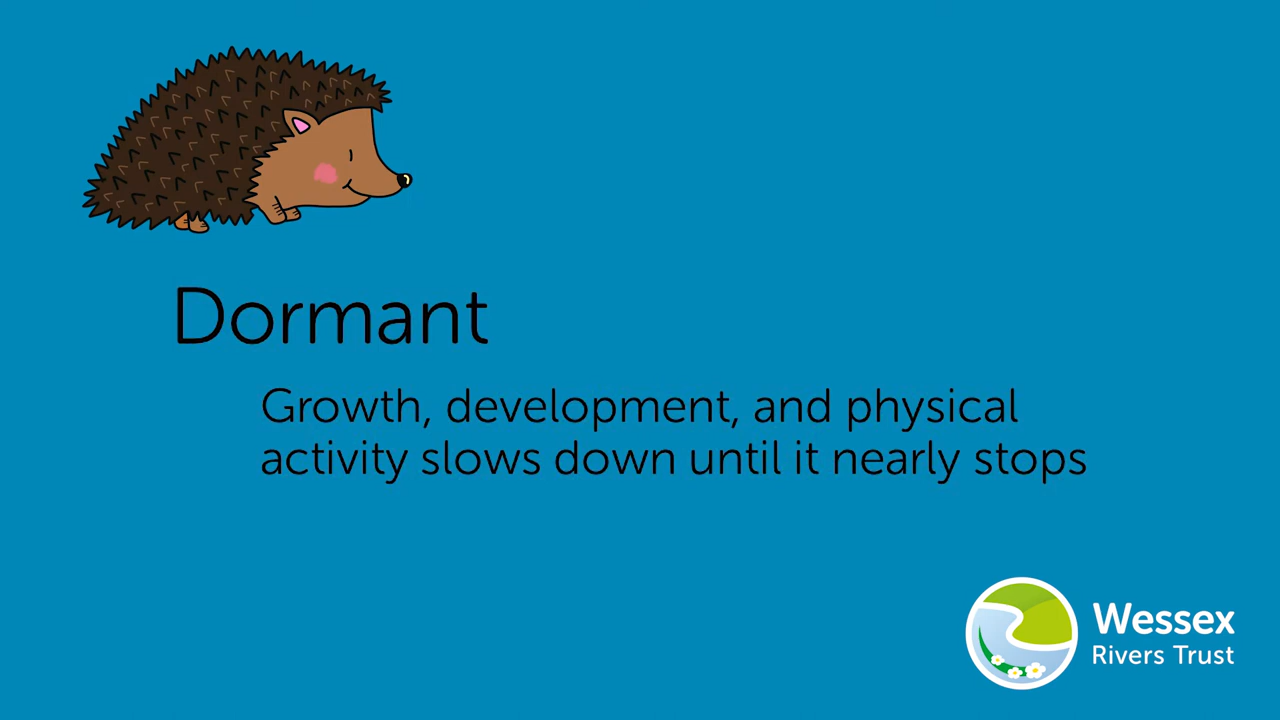 Dormant
Growth, development, and physical
activity slows down until it nearly stops
Wessex
Rivers Trust